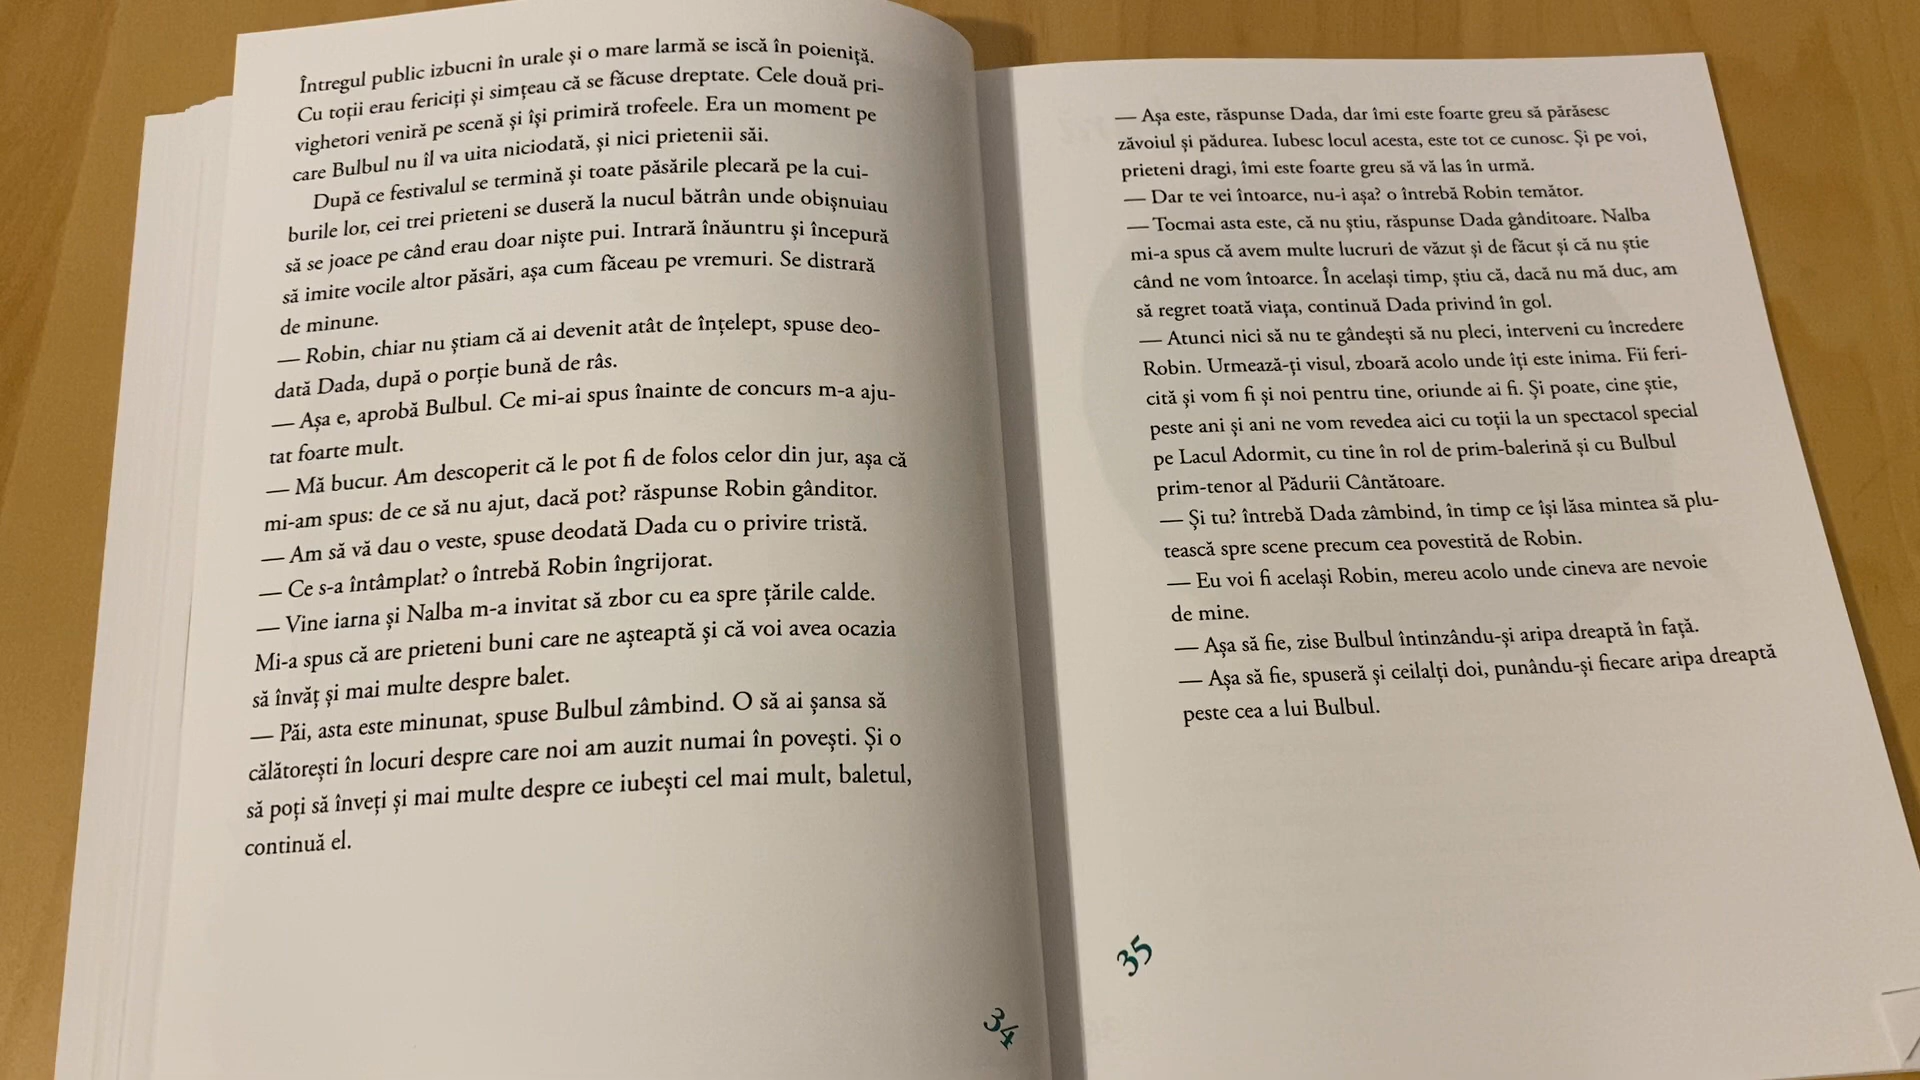 Întregul public izbucni în urale și o mare larmă se iscă în poieniță.
Cu toții erau fericiți și simțeau că se făcuse dreptate. Cele două pri-
vighetori veniră pe scenă și își primiră trofeele. Era un moment pe
care Bulbul nu îl va uita niciodată, și nici prietenii săi.
După ce festivalul se termină și toate păsările plecară pe la cui-
burile lor, cei trei prieteni se duseră la nucul bătrân unde obișnuiau
să se joace pe când erau doar niște pui. Intrară înăuntru și începură
să imite vocile altor păsări, așa cum făceau pe vremuri. Se distrară
de minune.
— Robin, chiar nu știam că ai devenit atât de înțelept, spuse deo-
dată Dada, după o porție bună de râs.
— Așa e, aprobă Bulbul. Ce mi-ai spus înainte de concurs m-a aju-
tat foarte mult.
— Mă bucur. Am descoperit că le pot fi de folos celor din jur, așa că
mi-am spus: de ce să nu ajut, dacă pot? răspunse Robin gânditor.
— Am să vă dau o veste, spuse deodată Dada cu o privire tristă.
— Ce s-a întâmplat? o întrebă Robin îngrijorat.
— Vine iarna și Nalba m-a invitat să zbor cu ea spre țările calde.
Mi-a spus că are prieteni buni care ne așteaptă și că voi avea ocazia
să învăț și mai multe despre balet.
— Păi, asta este minunat, spuse Bulbul zâmbind. O să ai șansa să
călătorești în locuri despre care noi am auzit numai în povești. Și o
să poți să înveți și mai multe despre ce iubești cel mai mult, baletul,
continuă el.
34
— Așa este, răspunse Dada, dar îmi este foarte greu să părăsesc
zăvoiul și pădurea. Iubesc locul acesta, este tot ce cunosc. Și pe voi,
prieteni dragi, îmi este foarte greu să vă las în urmă.
— Dar te vei întoarce, nu-i așa? o întrebă Robin temător.
— Tocmai asta este, că nu știu, răspunse Dada gânditoare. Nalba
mi-a spus că avem multe lucruri de văzut și de făcut și că nu știe
când ne vom întoarce. În același timp, știu că, dacă nu mă duc, am
să regret toată viața, continuă Dada privind în gol.
— Atunci nici să nu te gândești să nu pleci, interveni cu încredere
Robin. Urmează-ți visul, zboară acolo unde îți este inima. Fii feri-
cită și vom fi și noi pentru tine, oriunde ai fi. Și poate, cine știe,
peste ani și ani ne vom revedea aici cu toții la un spectacol special
pe Lacul Adormit, cu tine în rol de prim-balerină și cu Bulbul
prim-tenor al Pădurii Cântătoare.
— Și tu? întrebă Dada zâmbind, în timp ce își lăsa mintea să plu-
tească spre scene precum cea povestită de Robin.
— Eu voi fi același Robin, mereu acolo unde cineva are nevoie
de mine.
— Așa să fie, zise Bulbul întinzându-și aripa dreaptă în față.
— Așa să fie, spuseră și ceilalți doi, punându-și fiecare aripa dreaptă
peste cea a lui Bulbul.
35